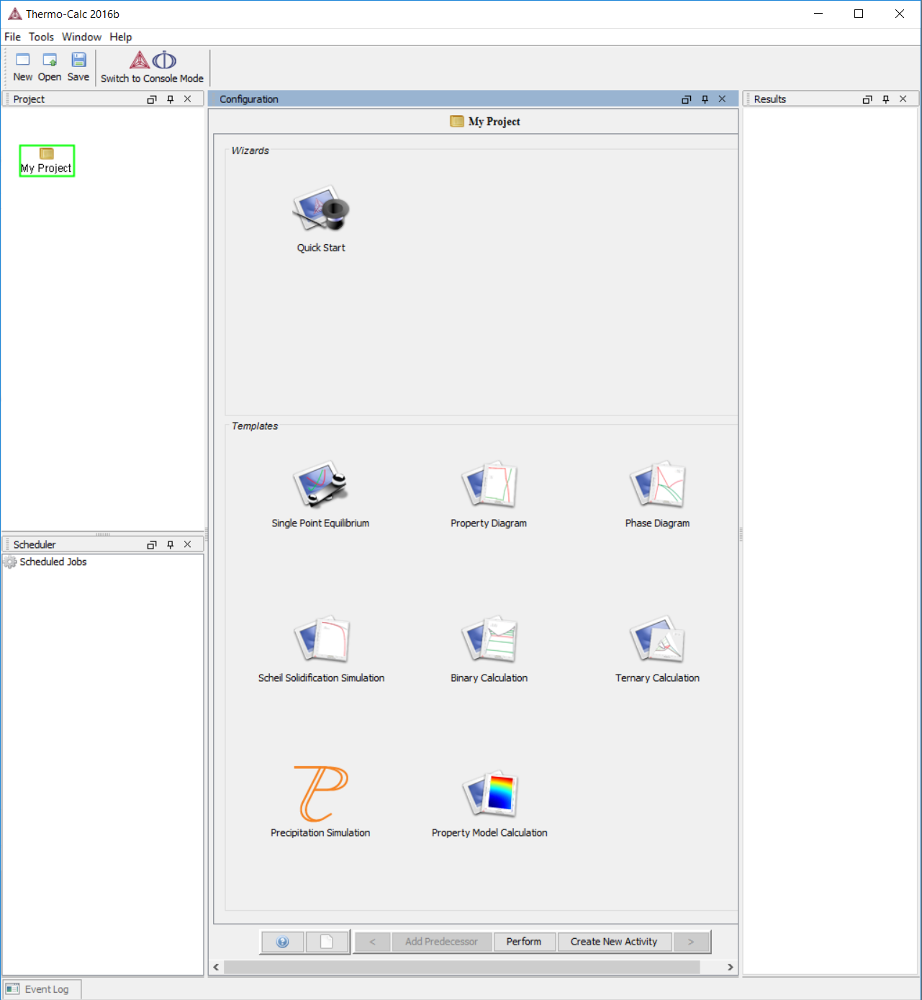 Thermo-Calc 2016b
File Tools Window Help
New Open Save Switch to Console Mode
Project
Configuration
Results
My Project
My Project
Wizards
Quick Start
Templates
Single Point Equilibrium
Property Diagram
Phase Diagram
Scheil Solidification Simulation
Binary Calculation
Ternary Calculation
Precipitation Simulation
Property Model Calculation
Scheduler
Scheduled Jobs
< Add Predecessor Perform Create New Activity >
Event Log